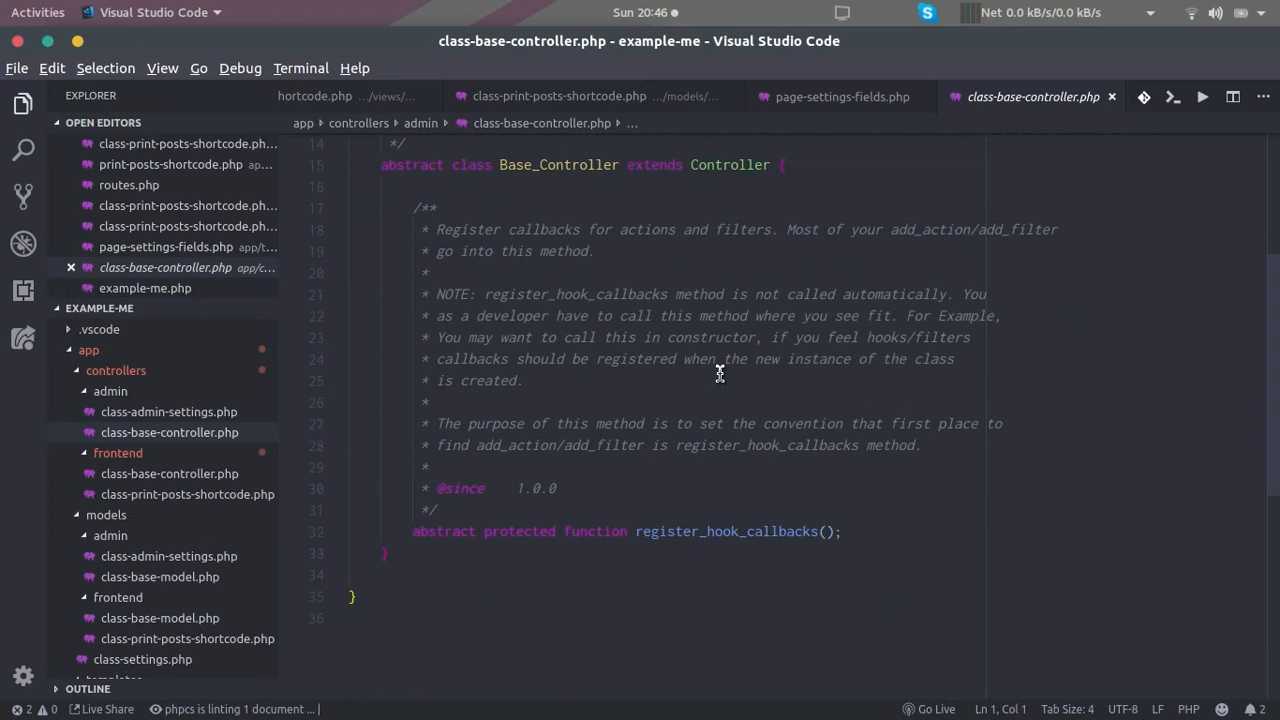 Activities
Visual Studio Code
Sun 20:46
Net 0.0 kB/s/0.0 kB/s
class-base-controller.php - example-me - Visual Studio Code
File Edit Selection View Go Debug Terminal Help
EXPLORER
OPEN EDITORS
class-print-posts-shortcode.ph...
print-posts-shortcode.php ap...
routes.php
class-print-posts-shortcode.ph...
class-print-posts-shortcode.ph...
page-settings-fields.php app/t...
class-base-controller.php app/c...
example-me.php
EXAMPLE-ME
.vscode
app
controllers
admin
class-admin-settings.php
class-base-controller.php
frontend
class-base-controller.php
class-print-posts-shortcode.php
models
admin
class-admin-settings.php
class-base-model.php
frontend
class-base-model.php
class-print-posts-shortcode.php
class-settings.php
OUTLINE
hortcode.php .../views/...
class-print-posts-shortcode.php .../models/...
page-settings-fields.php
class-base-controller.php
app controllers admin class-base-controller.php ...
14 */
15 abstract class Base_Controller extends Controller {
16
17 /**
18 * Register callbacks for actions and filters. Most of your add_action/add_filter
19 * go into this method.
20 *
21 * NOTE: register_hook_callbacks method is not called automatically. You
22 * as a developer have to call this method where you see fit. For Example,
23 * You may want to call this in constructor, if you feel hooks/filters
24 * callbacks should be registered when the new instance of the class
25 * is created.
26 *
27 * The purpose of this method is to set the convention that first place to
28 * find add_action/add_filter is register_hook_callbacks method.
29 *
30 * @since 1.0.0
31 */
32 abstract protected function register_hook_callbacks();
33 }
34
35 }
36
2 0 Live Share phpcs is linting 1 document ... |
Go Live Ln 1, Col 1 Tab Size: 4 UTF-8 LF PHP 2